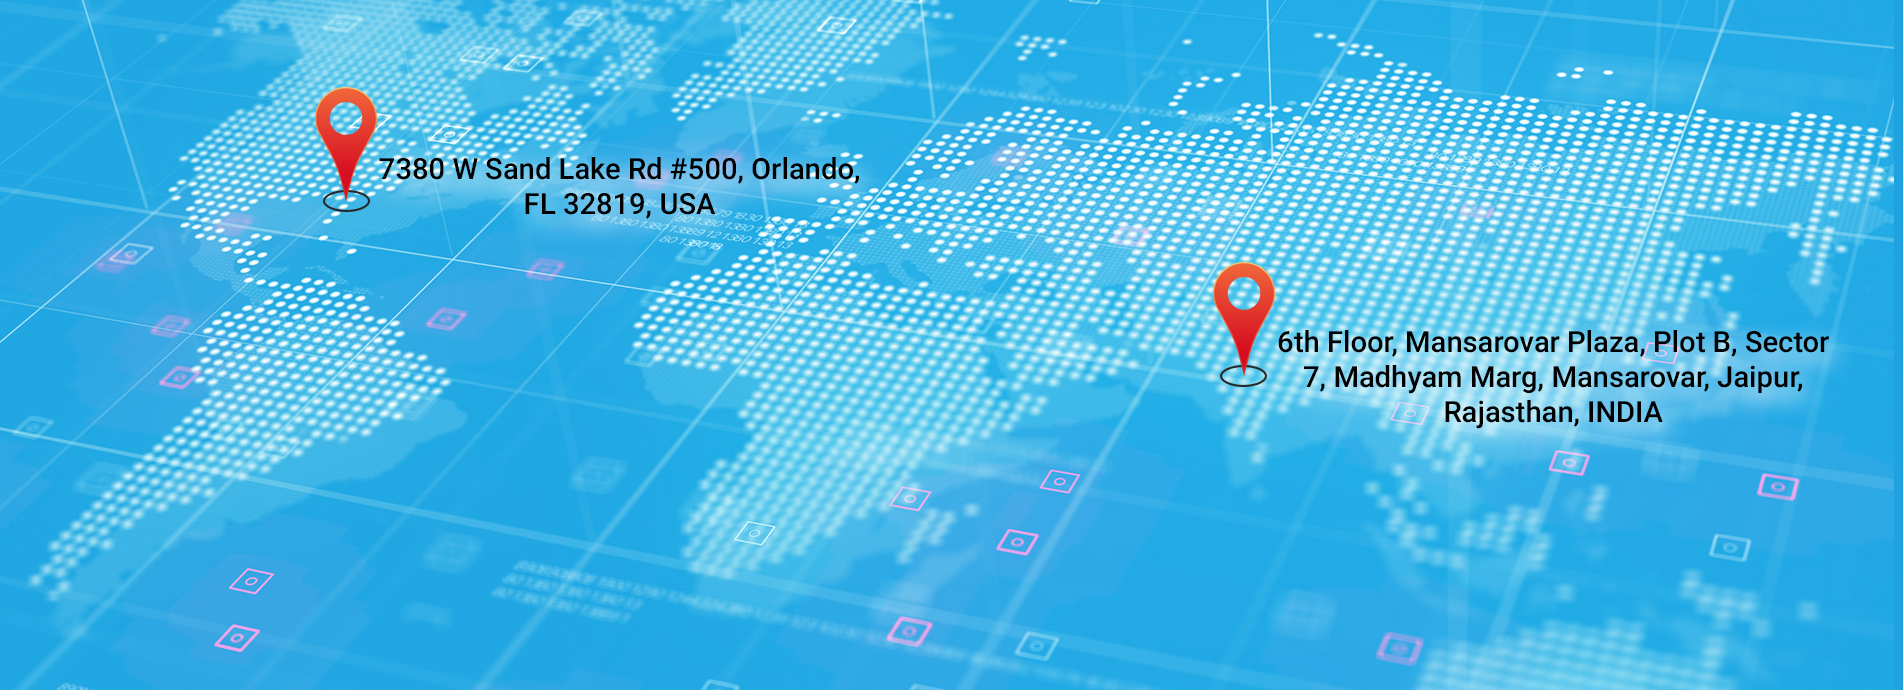 7380 W Sand Lake Rd #500, Orlando,
FL 32819, USA
6th Floor, Mansarovar Plaza, Plot B, Sector
7, Madhyam Marg, Mansarovar, Jaipur,
Rajasthan, INDIA